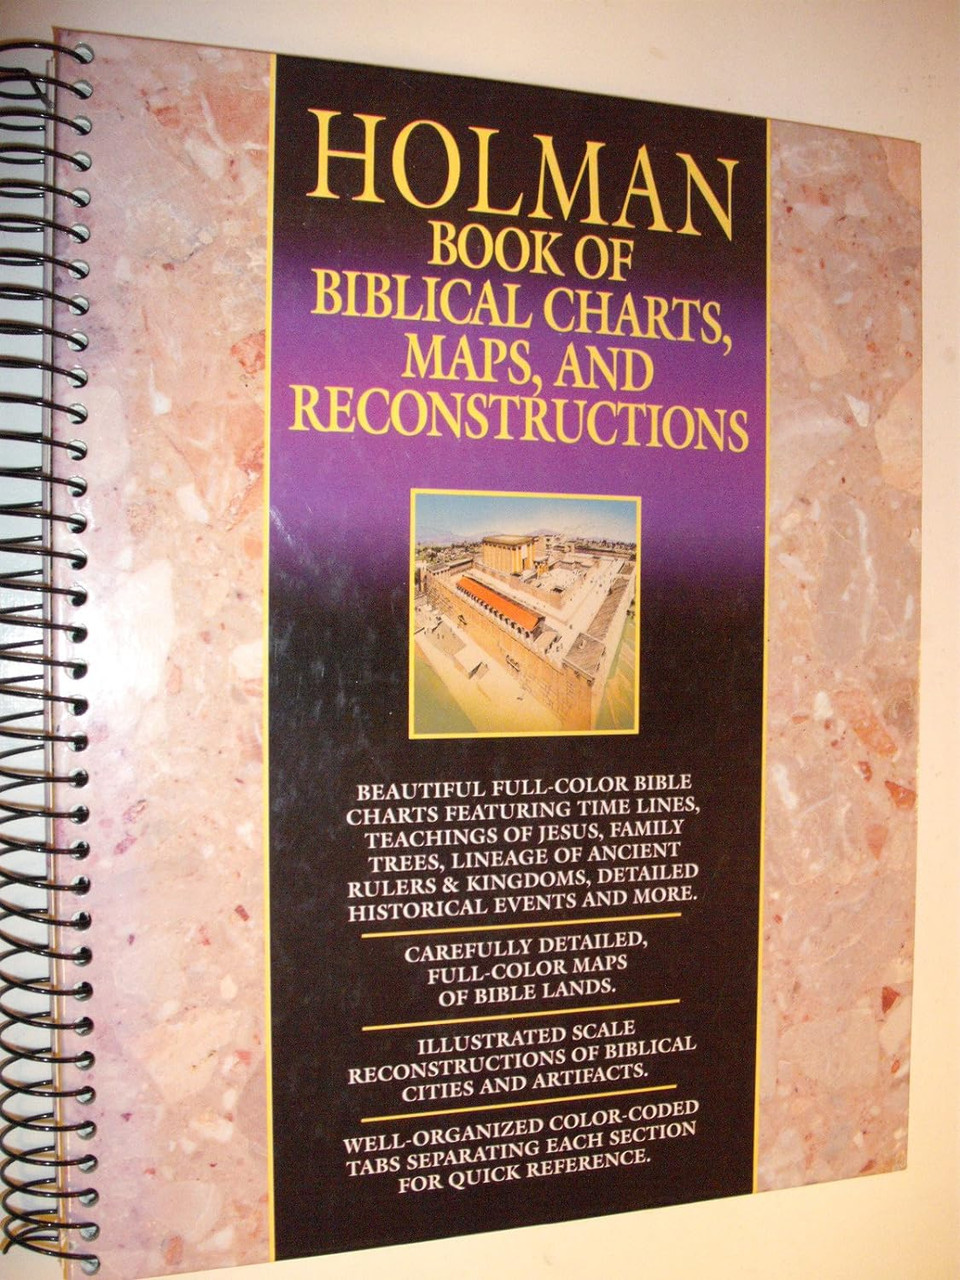 HOLMAN
BOOK OF
BIBLICAL CHARTS,
MAPS, AND
RECONSTRUCTIONS
BEAUTIFUL FULL-COLOR BIBLE
CHARTS FEATURING TIME LINES,
TEACHINGS OF JESUS, FAMILY
TREES, LINEAGE OF ANCIENT
RULERS & KINGDOMS, DETAILED
HISTORICAL EVENTS AND MORE.
CAREFULLY DETAILED,
FULL-COLOR MAPS
OF BIBLE LANDS.
ILLUSTRATED SCALE
RECONSTRUCTIONS OF BIBLICAL
CITIES AND ARTIFACTS.
WELL-ORGANIZED COLOR-CODED
TABS SEPARATING EACH SECTION
FOR QUICK REFERENCE.